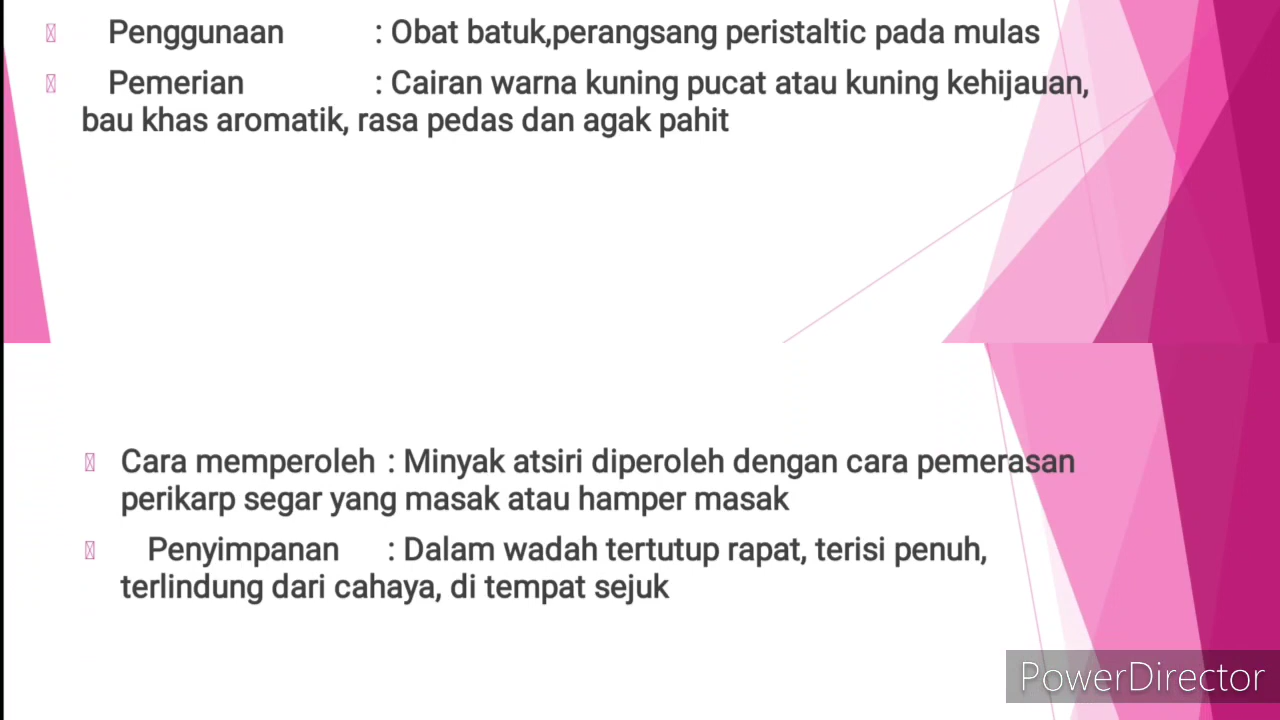 Penggunaan : Obat batuk,perangsang peristaltic pada mulas
Pemerian : Cairan warna kuning pucat atau kuning kehijauan,
bau khas aromatik, rasa pedas dan agak pahit
Cara memperoleh : Minyak atsiri diperoleh dengan cara pemerasan
perikarp segar yang masak atau hamper masak
Penyimpanan : Dalam wadah tertutup rapat, terisi penuh,
terlindung dari cahaya, di tempat sejuk
PowerDirector